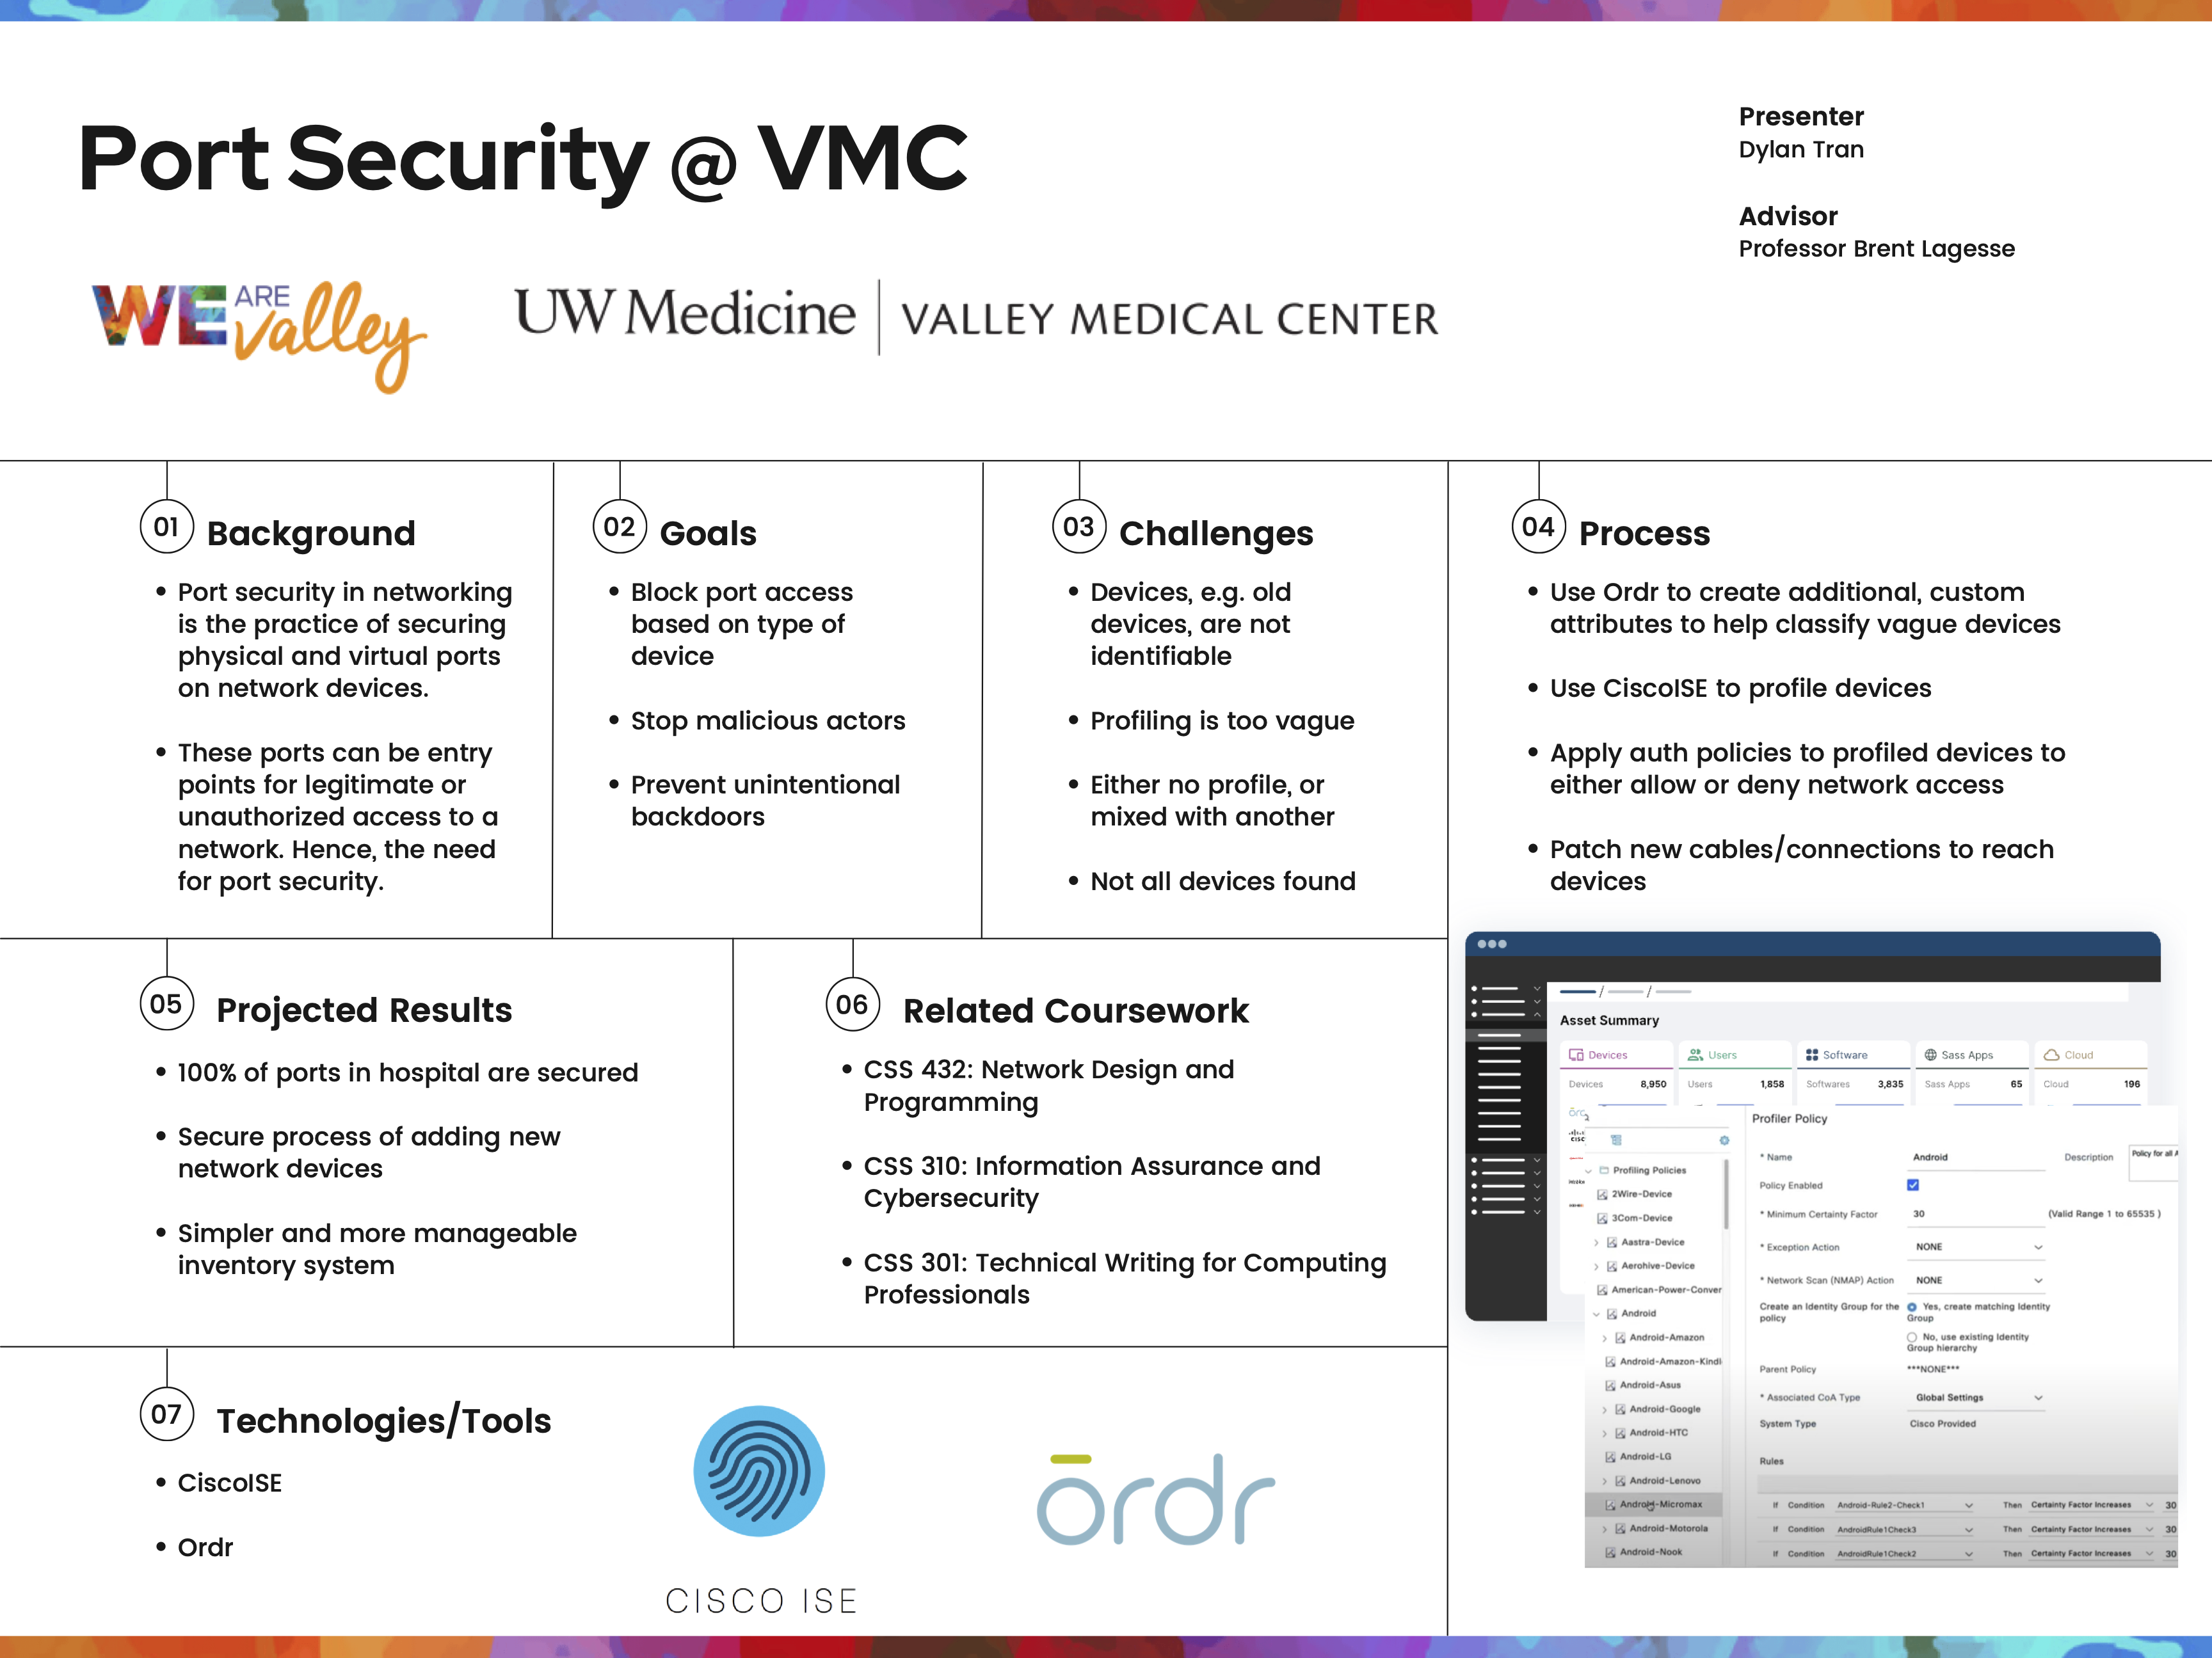 Port Security @ VMC
Presenter
Dylan Tran
Advisor
Professor Brent Lagesse
WE ARE valley
UW Medicine | VALLEY MEDICAL CENTER
01 Background
• Port security in networking
is the practice of securing
physical and virtual ports
on network devices.
• These ports can be entry
points for legitimate or
unauthorized access to a
network. Hence, the need
for port security.
02 Goals
• Block port access
based on type of
device
• Stop malicious actors
• Prevent unintentional
backdoors
03 Challenges
• Devices, e.g. old
devices, are not
identifiable
• Profiling is too vague
• Either no profile, or
mixed with another
• Not all devices found
04 Process
• Use Ordr to create additional, custom
attributes to help classify vague devices
• Use CiscoISE to profile devices
• Apply auth policies to profiled devices to
either allow or deny network access
• Patch new cables/connections to reach
devices
05 Projected Results
• 100% of ports in hospital are secured
• Secure process of adding new
network devices
• Simpler and more manageable
inventory system
06 Related Coursework
• CSS 432: Network Design and
Programming
• CSS 310: Information Assurance and
Cybersecurity
• CSS 301: Technical Writing for Computing
Professionals
07 Technologies/Tools
• CiscoISE
• Ordr
CISCO ISE
ordr
Asset Summary
Devices Users Software Sass Apps Cloud
Devices 8,950 Users 1,858 Softwares 3,835 Sass Apps 65 Cloud 196
Profiling Policies
2Wire-Device
3Com-Device
Aastra-Device
Aerohive-Device
American-Power-Conver
Android
Android-Amazon
Android-Amazon-Kindl
Android-Asus
Android-Google
Android-HTC
Android-LG
Android-Lenovo
Android-Micromax
Android-Motorola
Android-Nook
Profiler Policy
* Name Android Description Policy for all A
Policy Enabled
* Minimum Certainty Factor 30 (Valid Range 1 to 65535 )
* Exception Action NONE
* Network Scan (NMAP) Action NONE
Create an Identity Group for the
policy
Yes, create matching Identity
Group
No, use existing Identity
Group hierarchy
Parent Policy ***NONE***
* Associated CoA Type Global Settings
System Type Cisco Provided
Rules
If Condition Android-Rule2-Check1 Then Certainty Factor Increases 30
If Condition AndroidRule1Check3 Then Certainty Factor Increases 30
If Condition AndroidRule1Check2 Then Certainty Factor Increases 30